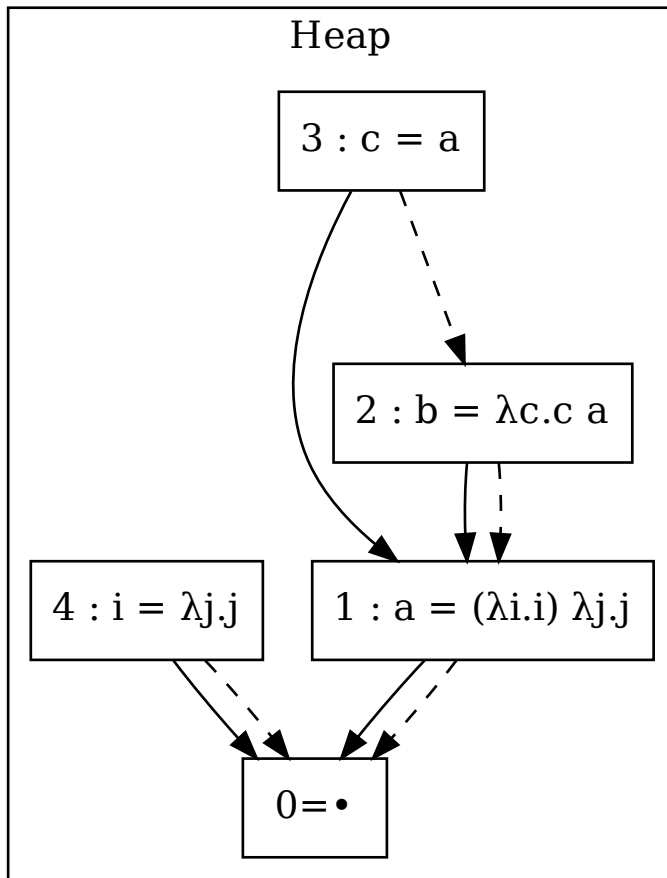 Heap
3 : c = a
2 : b = λc.c a
4 : i = λj.j
1 : a = (λi.i) λj.j
0=•